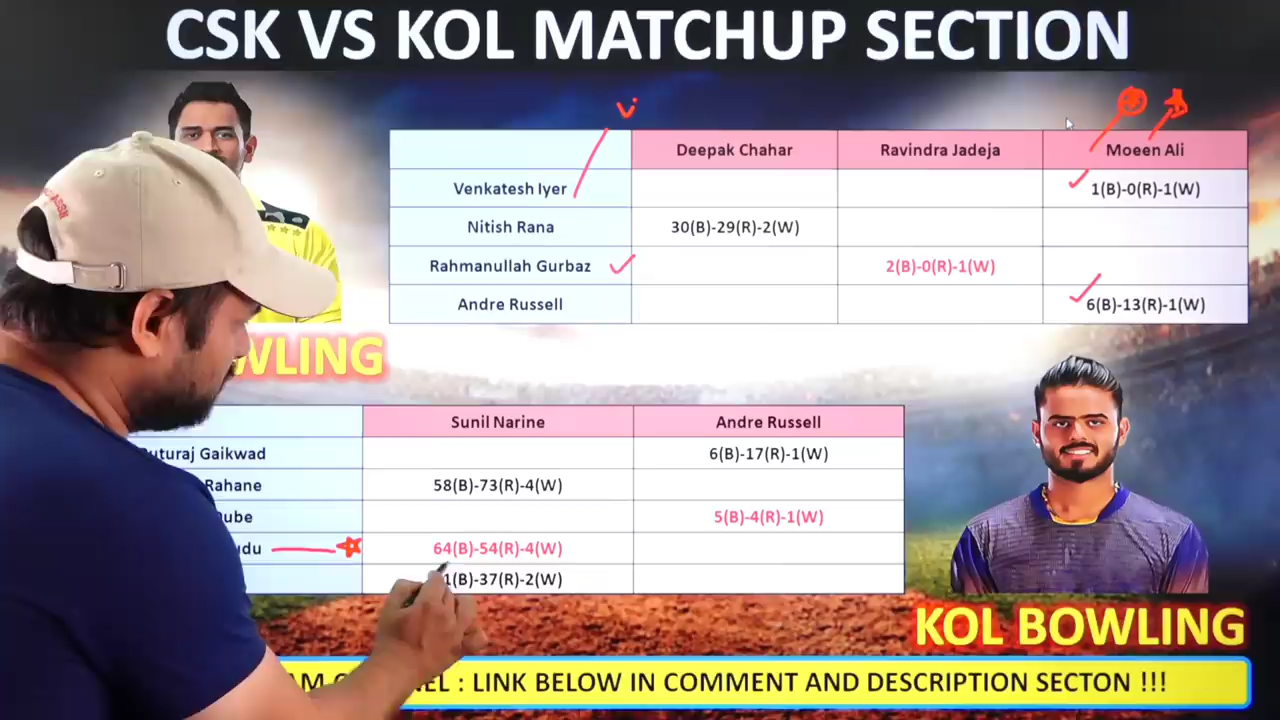 CSK VS KOL MATCHUP SECTION
Deepak Chahar Ravindra Jadeja Moeen Ali
Venkatesh Iyer 1(B)-0(R)-1(W)
Nitish Rana 30(B)-29(R)-2(W)
Rahmanullah Gurbaz 2(B)-0(R)-1(W)
Andre Russell 6(B)-13(R)-1(W)
WLING
Sunil Narine Andre Russell
uturaj Gaikwad 6(B)-17(R)-1(W)
Rahane 58(B)-73(R)-4(W)
ube 5(B)-4(R)-1(W)
du 64(B)-54(R)-4(W)
1(B)-37(R)-2(W)
KOL BOWLING
: LINK BELOW IN COMMENT AND DESCRIPTION SECTON !!!